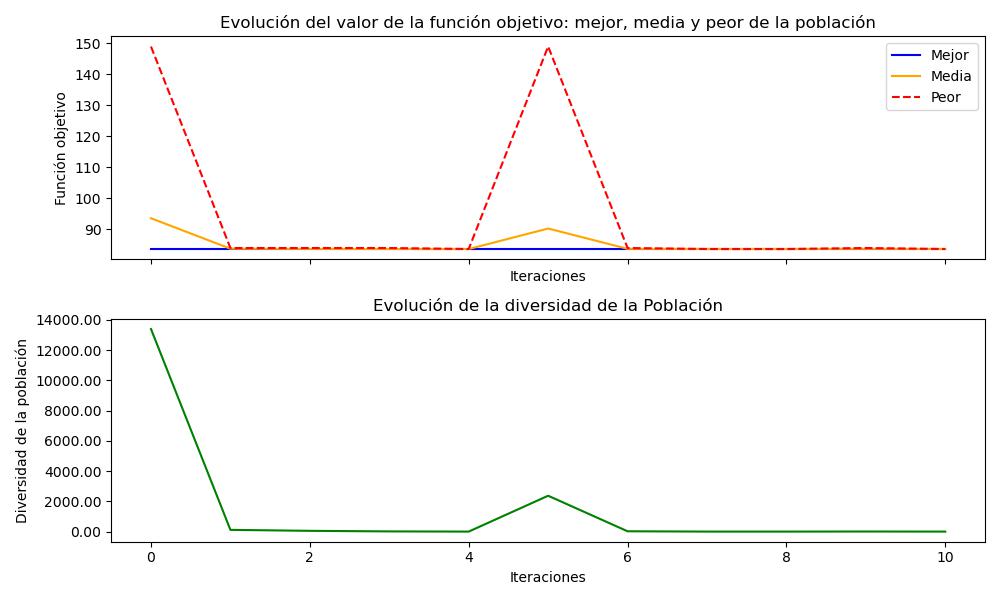 Evolución del valor de la función objetivo: mejor, media y peor de la población
150
140
130
120
110
100
90
Función objetivo
Mejor
Media
Peor
Iteraciones
Evolución de la diversidad de la Población
14000.00
12000.00
10000.00
8000.00
6000.00
4000.00
2000.00
0.00
Diversidad de la población
0 2 4 6 8 10
Iteraciones